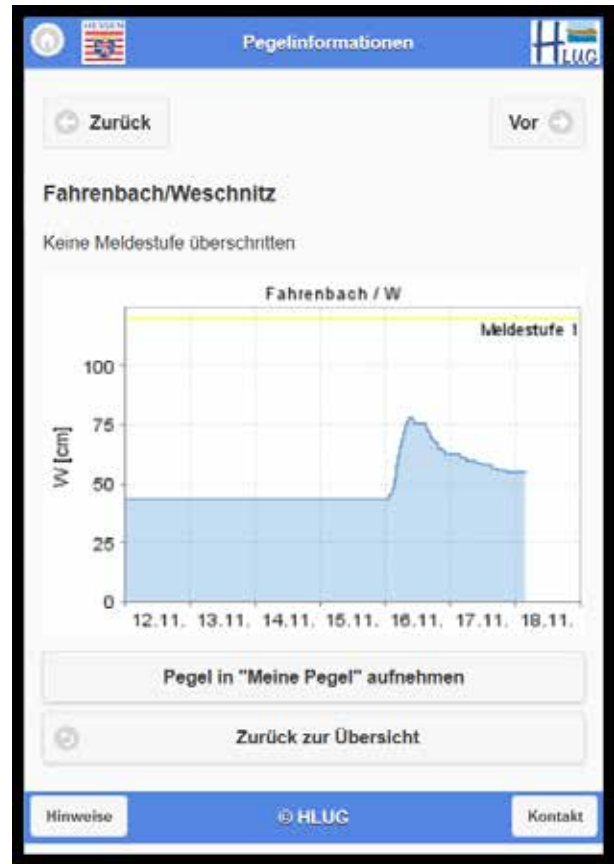 HESSEN
Pegelinformationen
HLUG
Zurück
Vor
Fahrenbach/Weschnitz
Keine Meldestufe überschritten
Fahrenbach / W
Meldestufe 1
100
75
50
25
0
W [cm]
12.11. 13.11. 14.11. 15.11. 16.11. 17.11. 18.11.
Pegel in "Meine Pegel" aufnehmen
Zurück zur Übersicht
Hinweise
© HLUG
Kontakt